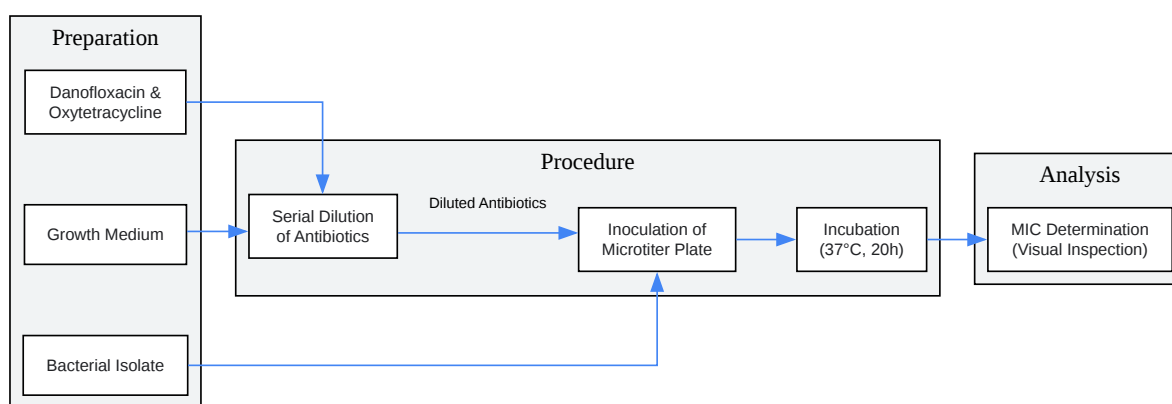 Preparation
Danofloxacin &
Oxytetracycline
Growth Medium
Bacterial Isolate
Procedure
Serial Dilution
of Antibiotics
Diluted Antibiotics
Inoculation of
Microtiter Plate
Incubation
(37°C, 20h)
Analysis
MIC Determination
(Visual Inspection)